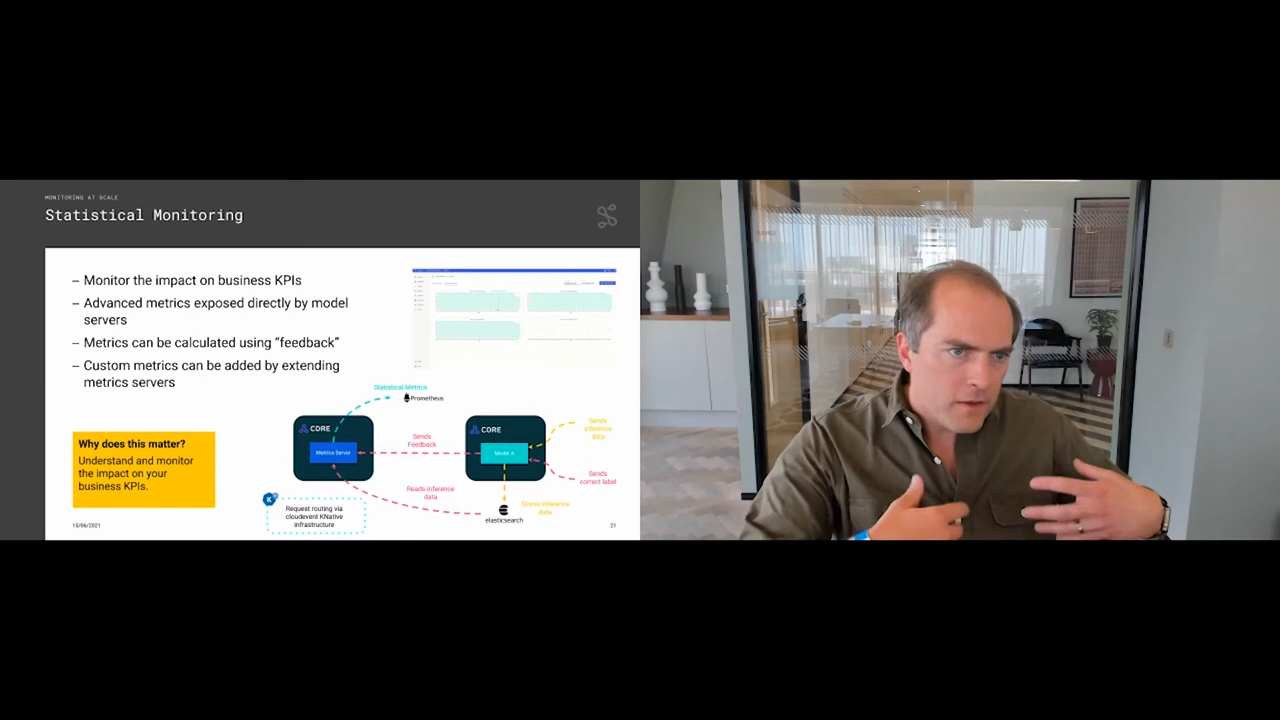 MONITORING AT SCALE
Statistical Monitoring
– Monitor the impact on business KPIs
– Advanced metrics exposed directly by model
servers
– Metrics can be calculated using “feedback”
– Custom metrics can be added by extending
metrics servers
Why does this matter?
Understand and monitor
the impact on your
business KPIs.
Statistical Metrics
Prometheus
CORE
Metrics Server
Sends
Feedback
CORE
Model A
Sends
inference
data
Sends
correct label
Reads inference
data
Stores inference
data
elasticsearch
K
Request routing via
cloudevent KNative
infrastructure
15/06/2021
21